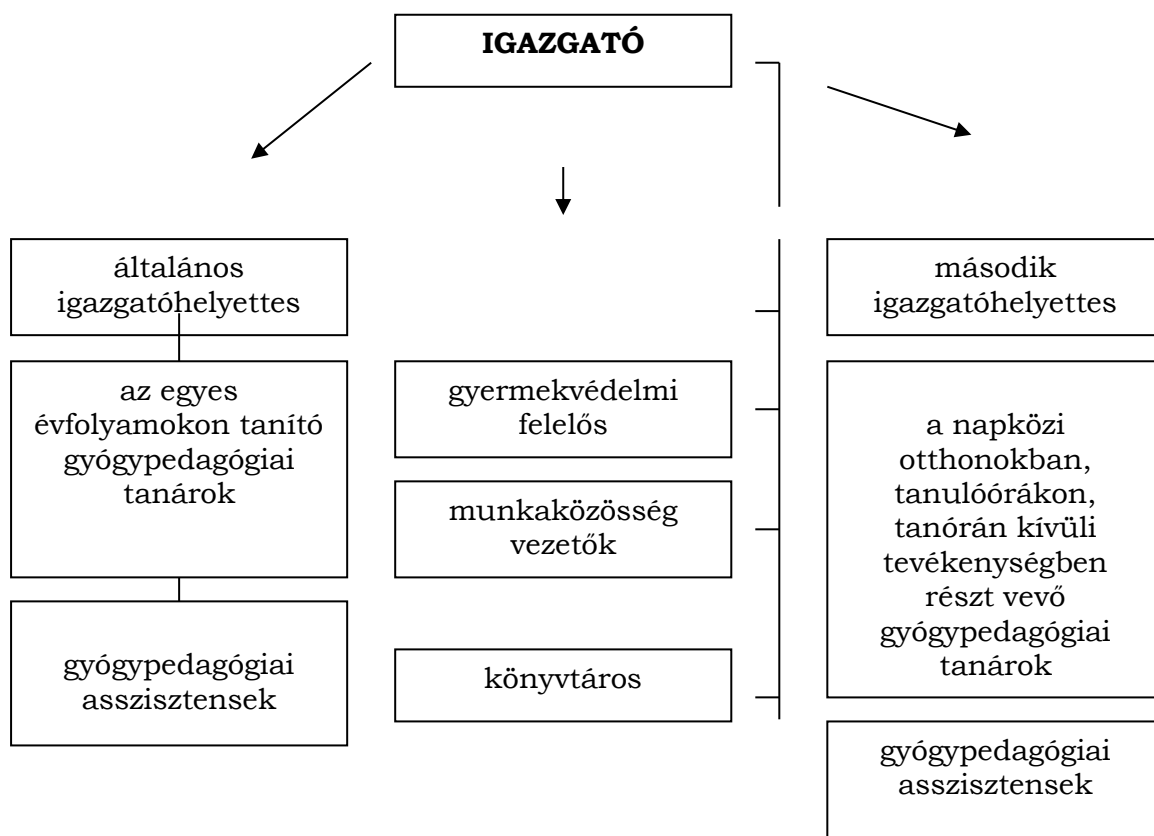 IGAZGATÓ
általános
igazgatóhelyettes
az egyes
évfolyamokon tanító
gyógypedagógiai
tanárok
gyógypedagógiai
asszisztensek
gyermekvédelmi
felelős
munkaközösség
vezetők
könyvtáros
második
igazgatóhelyettes
a napközi
otthonokban,
tanulóórákon,
tanórán kívüli
tevékenységben
részt vevő
gyógypedagógiai
tanárok
gyógypedagógiai
asszisztensek